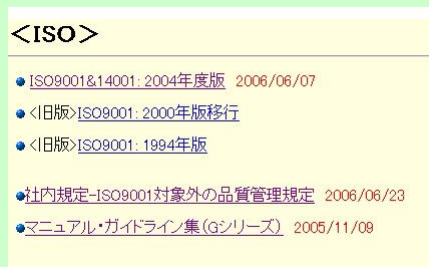 ＜ISO＞
ISO9001&14001：2004年度版 2006/06/07
<旧版>ISO9001：2000年版移行
<旧版>ISO9001：1994年版
社内規定-ISO9001対象外の品質管理規定 2006/06/23
マニュアル・ガイドライン集(Gシリーズ) 2005/11/09